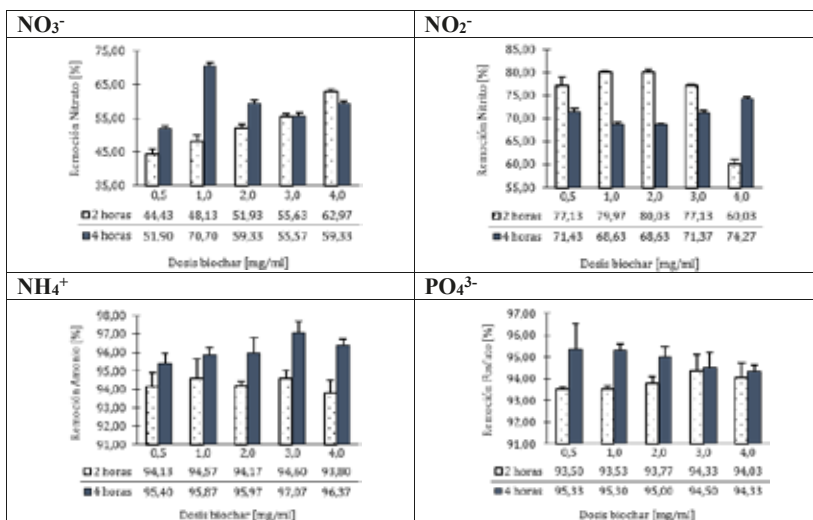 NO₃⁻
Remoción Nitrato [%]
75,00
65,00
55,00
45,00
35,00
0,5 1,0 2,0 3,0 4,0
2 horas 44,43 48,13 51,93 55,63 62,97
4 horas 51,90 70,70 59,33 55,57 59,33
Dosis biochar [mg/ml]
NO₂⁻
Remoción Nitrito [%]
85,00
80,00
75,00
70,00
65,00
60,00
55,00
0,5 1,0 2,0 3,0 4,0
2 horas 77,13 79,97 80,03 77,13 60,03
4 horas 71,43 68,63 68,63 71,37 74,27
Dosis biochar [mg/ml]
NH₄⁺
Remoción Amonio [%]
98,00
97,00
96,00
95,00
94,00
93,00
92,00
91,00
0,5 1,0 2,0 3,0 4,0
2 horas 94,13 94,57 94,17 94,60 93,80
4 horas 95,40 95,87 95,97 97,07 96,37
Dosis biochar [mg/ml]
PO₄³⁻
Remoción Fosfato [%]
97,00
96,00
95,00
94,00
93,00
92,00
91,00
0,5 1,0 2,0 3,0 4,0
2 horas 93,50 93,53 93,77 94,33 94,03
4 horas 95,33 95,30 95,00 94,50 94,33
Dosis biochar [mg/ml]